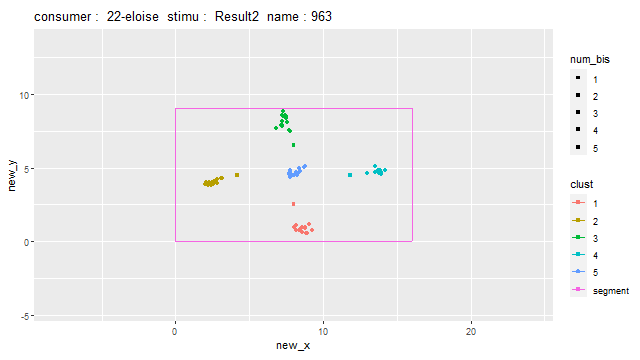 consumer :  22-eloise  stimu :  Result2  name : 963
new_y
10
5
0
-5
0
10
20
new_x
num_bis
1
2
3
4
5
clust
1
2
3
4
5
segment